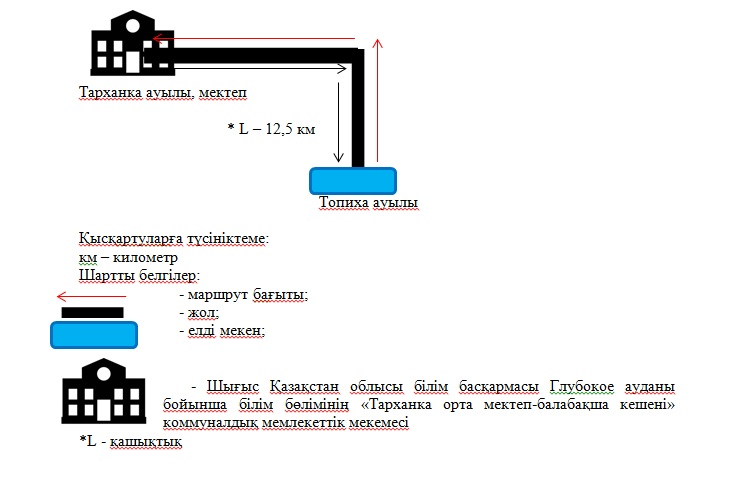 Тарханка ауылы, мектеп
* L – 12,5 км
Топиха ауылы
Қысқартуларға түсініктеме:
км – километр
Шартты белгілер:
- маршрут бағыты;
- жол;
- елді мекен;
- Шығыс Қазақстан облысы білім басқармасы Глубокое ауданы
бойынша білім бөлімінің «Тарханка орта мектеп-балабақша кешені»
коммуналдық мемлекеттік мекемесі
*L - қашықтық